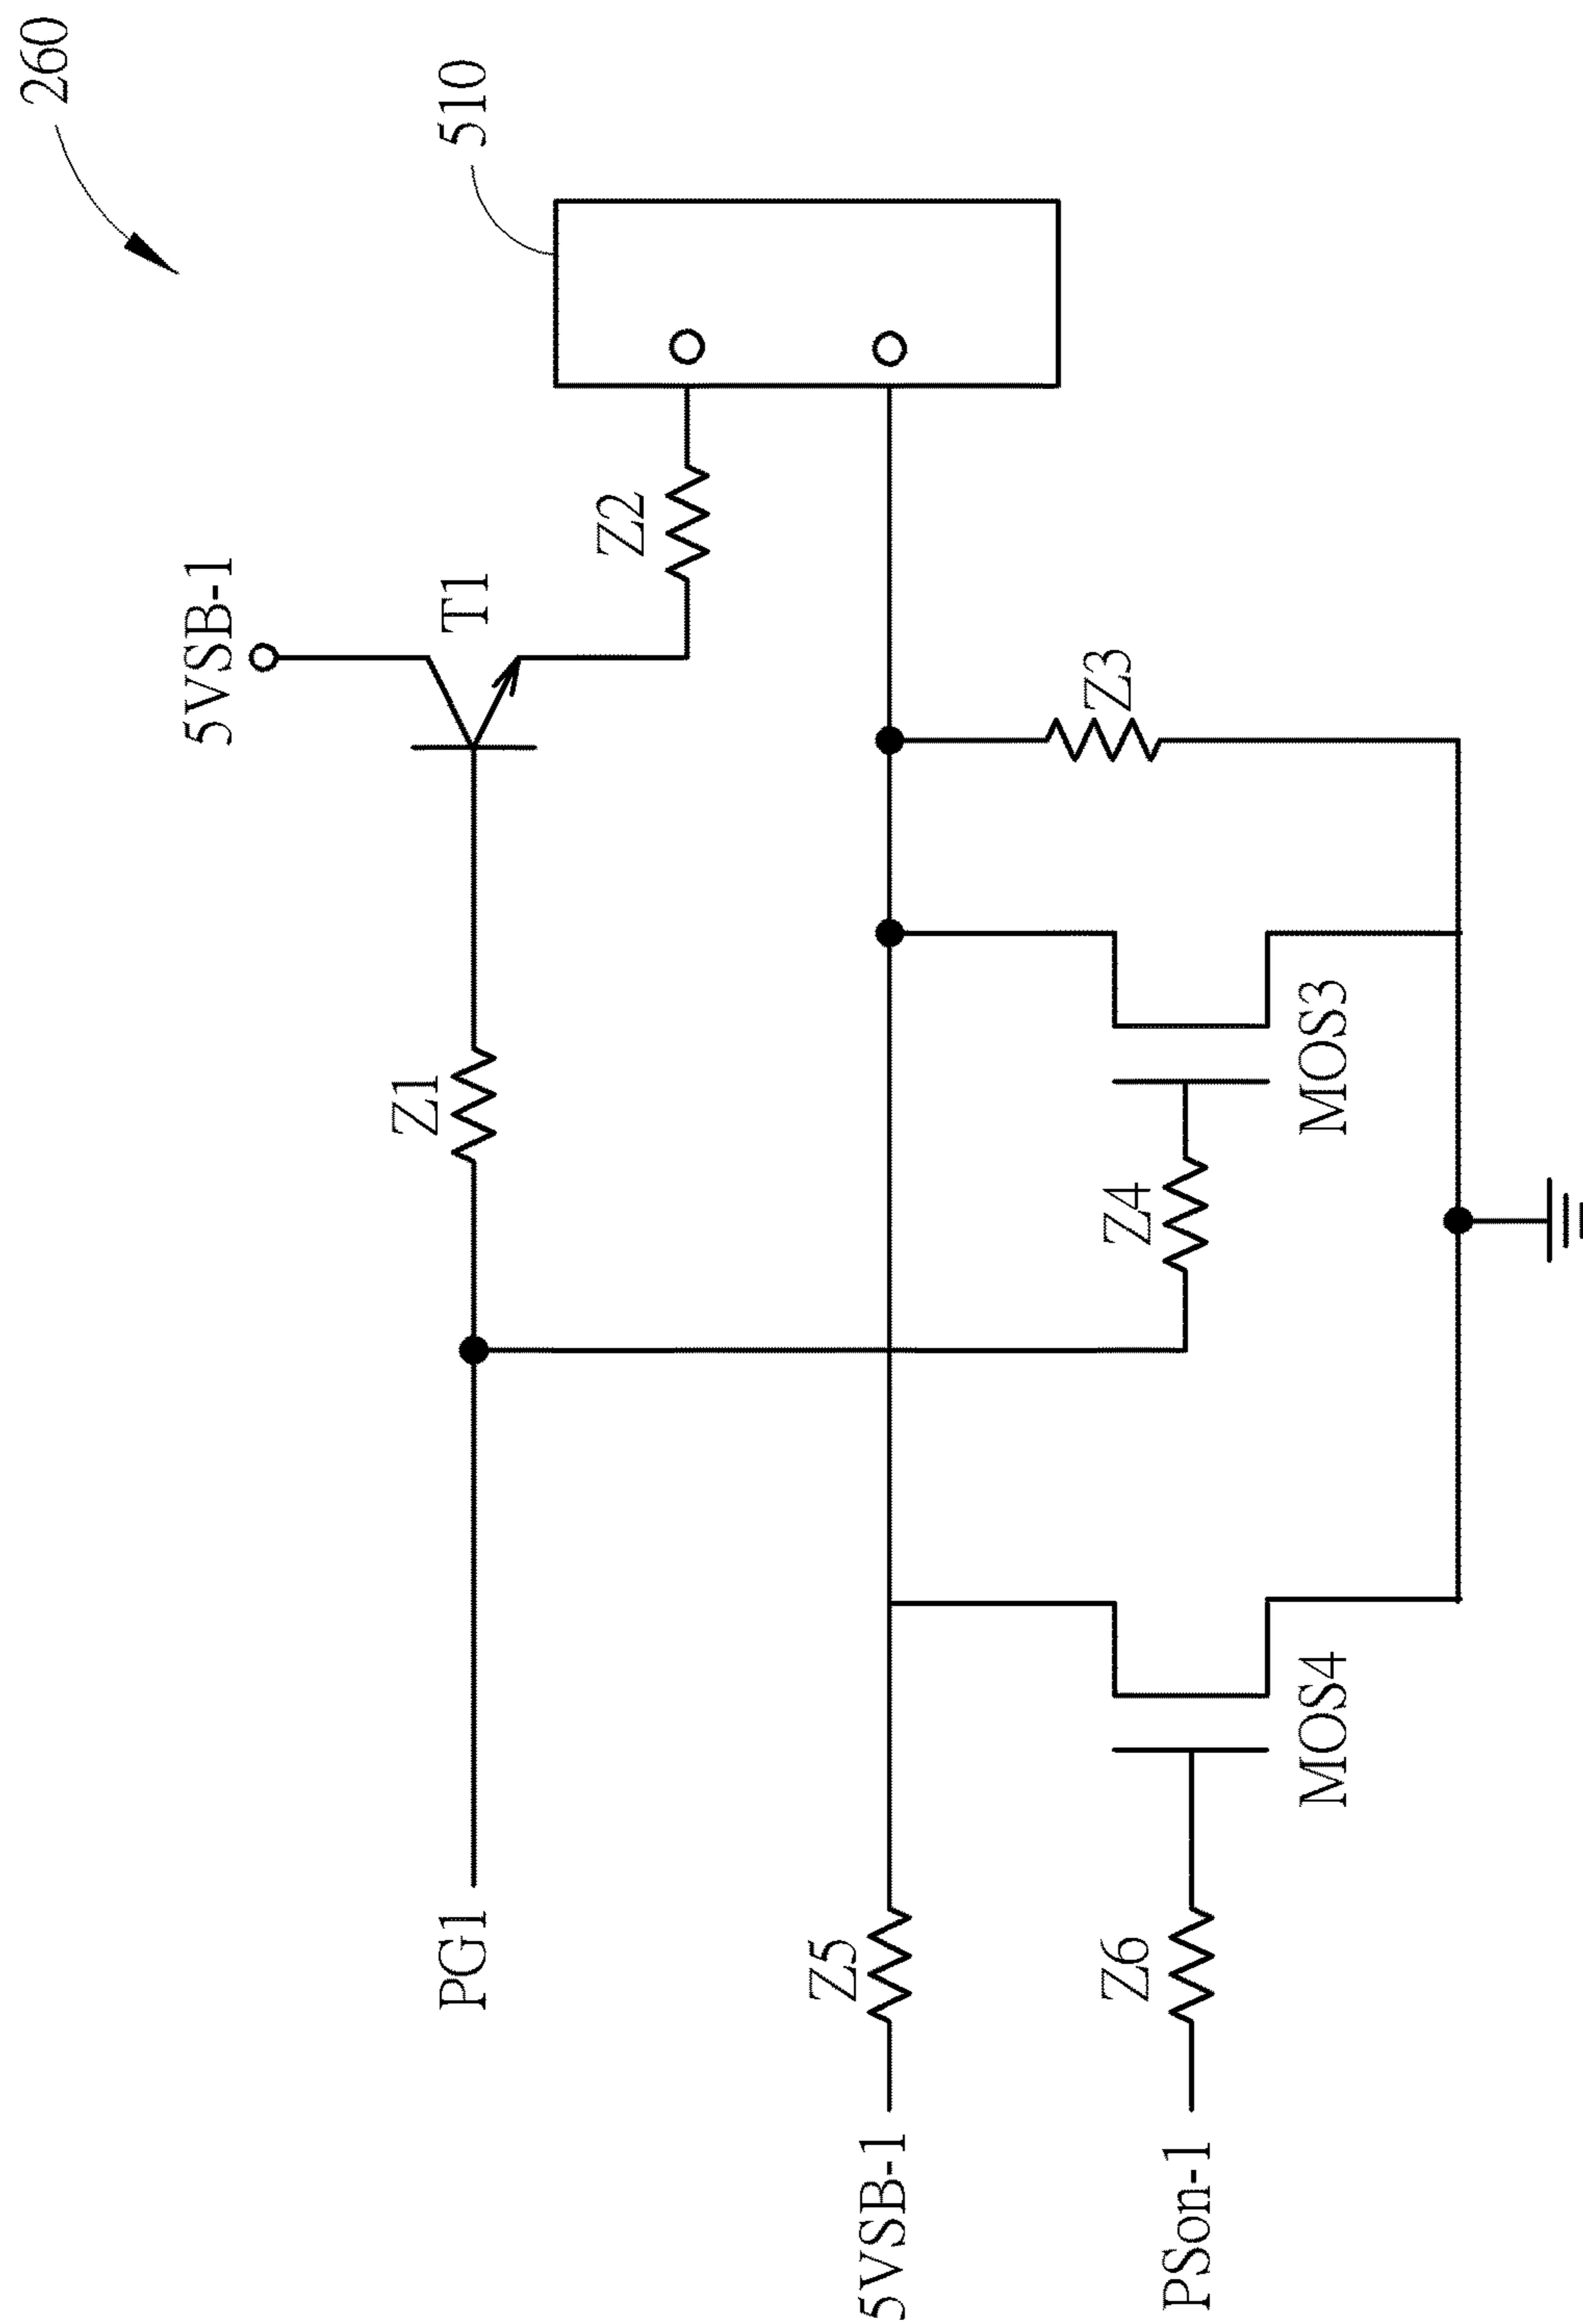 260
510
5VSB-1
T1
Z2
Z1
Z3
Z4
MOS3
PG1
Z5
Z6
MOS4
5VSB-1
PSon-1